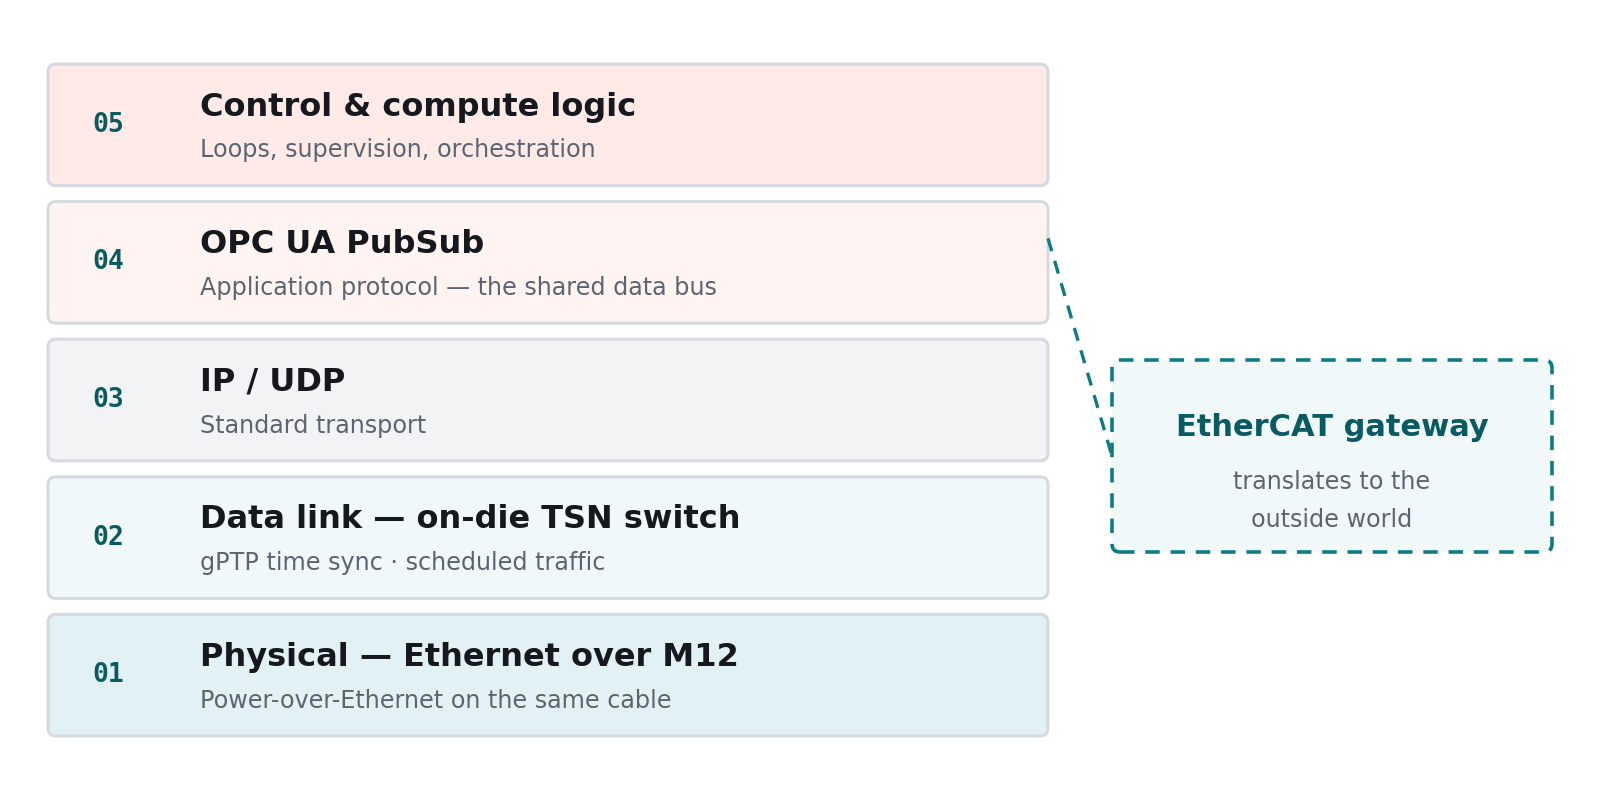 05
Control & compute logic
Loops, supervision, orchestration
04
OPC UA PubSub
Application protocol — the shared data bus
03
IP / UDP
Standard transport
02
Data link — on-die TSN switch
gPTP time sync · scheduled traffic
01
Physical — Ethernet over M12
Power-over-Ethernet on the same cable
EtherCAT gateway
translates to the
outside world